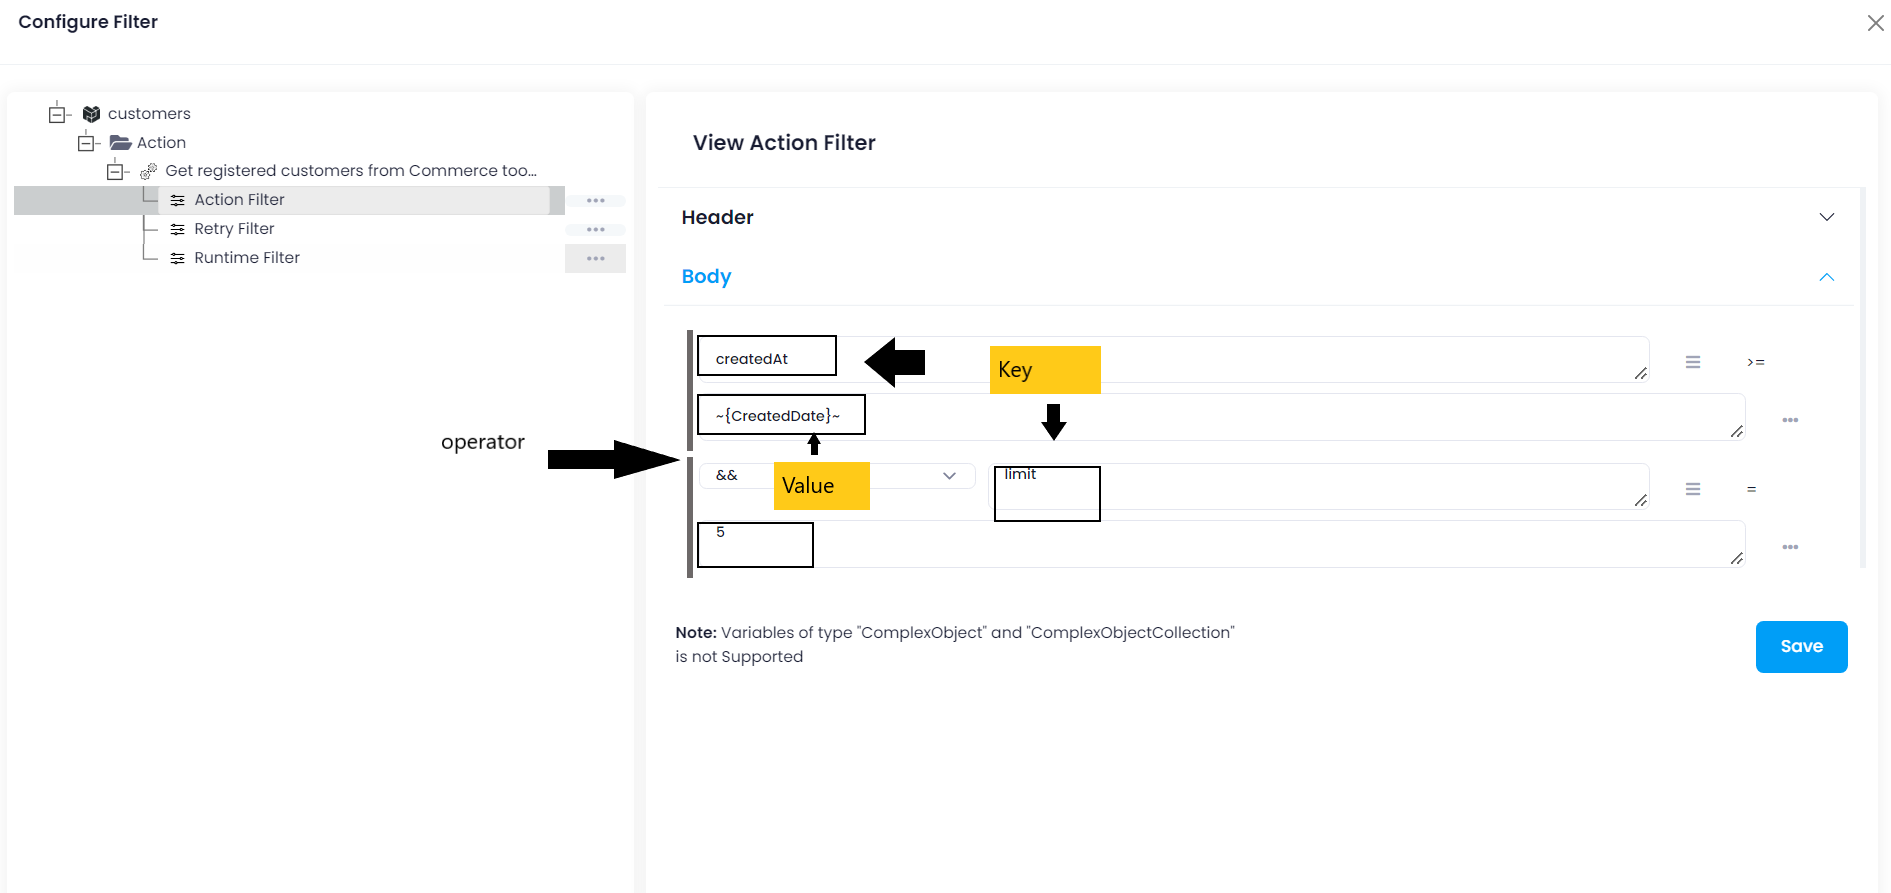 Configure Filter
customers
Action
Get registered customers from Commerce too...
Action Filter
Retry Filter
Runtime Filter
View Action Filter
Header
Body
createdAt
Key
>=
~{CreatedDate}~
operator
&&
Value
limit
=
5
Note: Variables of type "ComplexObject" and "ComplexObjectCollection"
is not Supported
Save